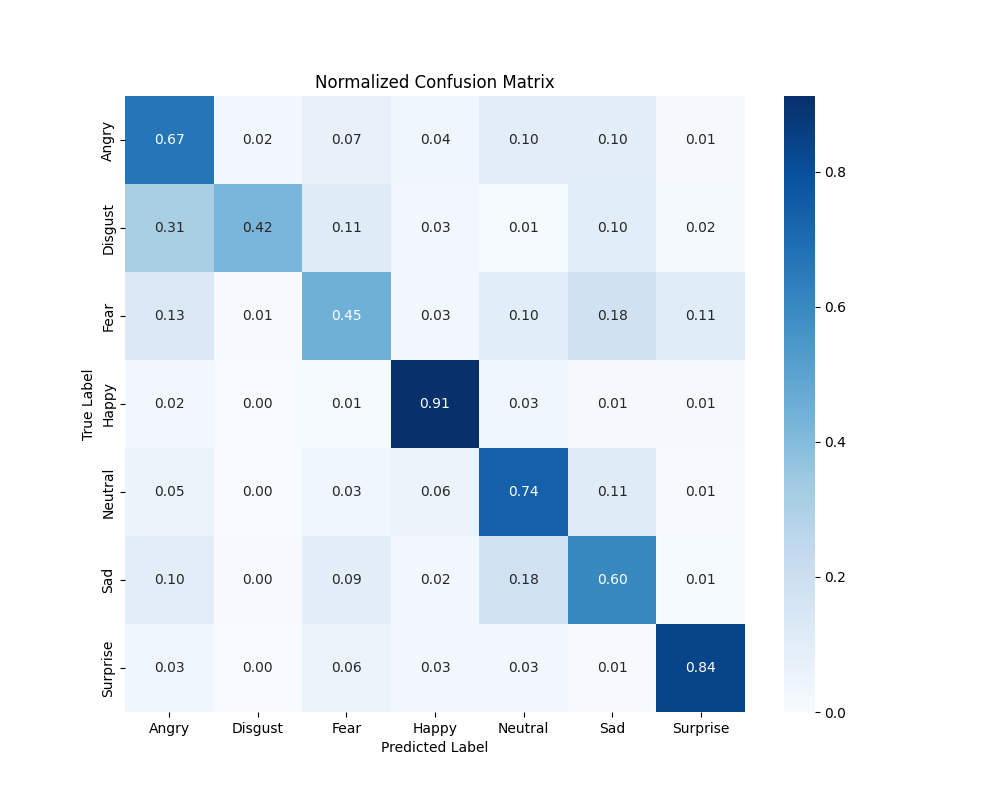 Normalized Confusion Matrix
Angry 0.67 0.02 0.07 0.04 0.10 0.10 0.01
Disgust 0.31 0.42 0.11 0.03 0.01 0.10 0.02
Fear 0.13 0.01 0.45 0.03 0.10 0.18 0.11
Happy 0.02 0.00 0.01 0.91 0.03 0.01 0.01
Neutral 0.05 0.00 0.03 0.06 0.74 0.11 0.01
Sad 0.10 0.00 0.09 0.02 0.18 0.60 0.01
Surprise 0.03 0.00 0.06 0.03 0.03 0.01 0.84
True Label
Angry Disgust Fear Happy Neutral Sad Surprise
Predicted Label
0.8
0.6
0.4
0.2
0.0